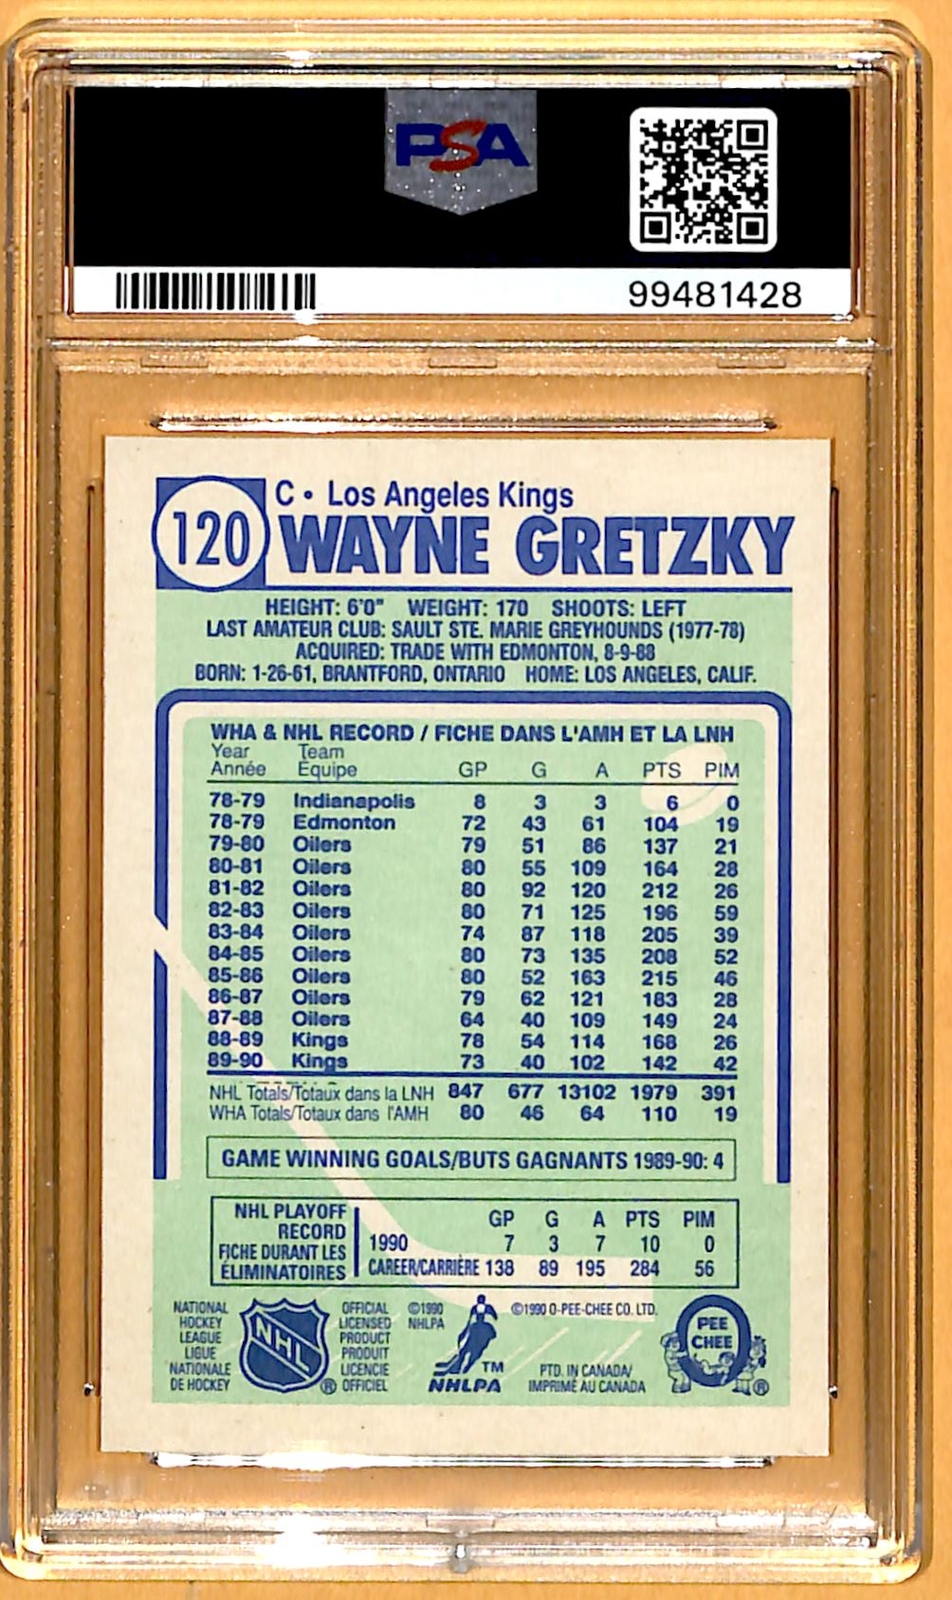 PSA
99481428
120
C • Los Angeles Kings
WAYNE GRETZKY
HEIGHT: 6'0" WEIGHT: 170 SHOOTS: LEFT
LAST AMATEUR CLUB: SAULT STE. MARIE GREYHOUNDS (1977-78)
ACQUIRED: TRADE WITH EDMONTON, 8-9-88
BORN: 1-26-61, BRANTFORD, ONTARIO HOME: LOS ANGELES, CALIF.
WHA & NHL RECORD / FICHE DANS L'AMH ET LA LNH
Year Team
Année Équipe GP G A PTS PIM
78-79 Indianapolis 8 3 3 6 0
78-79 Edmonton 72 43 61 104 19
79-80 Oilers 79 51 86 137 21
80-81 Oilers 80 55 109 164 28
81-82 Oilers 80 92 120 212 26
82-83 Oilers 80 71 125 196 59
83-84 Oilers 74 87 118 205 39
84-85 Oilers 80 73 135 208 52
85-86 Oilers 80 52 163 215 46
86-87 Oilers 79 62 121 183 28
87-88 Oilers 64 40 109 149 24
88-89 Kings 78 54 114 168 26
89-90 Kings 73 40 102 142 42
NHL Totals/Totaux dans la LNH 847 677 13102 1979 391
WHA Totals/Totaux dans l'AMH 80 46 64 110 19
GAME WINNING GOALS/BUTS GAGNANTS 1989-90: 4
NHL PLAYOFF
RECORD
FICHE DURANT LES
ÉLIMINATOIRES
GP G A PTS PIM
1990 7 3 7 10 0
CAREER/CARRIÈRE 138 89 195 284 56
NATIONAL
HOCKEY
LEAGUE
LIGUE
NATIONALE
DE HOCKEY
NHL
®
OFFICIAL
LICENSED
PRODUCT
PRODUIT
LICENCIE
OFFICIEL
©1990
NHLPA
TM
NHLPA
©1990 O-PEE-CHEE CO. LTD.
PTD. IN CANADA/
IMPRIMÉ AU CANADA
PEE
CHEE
®